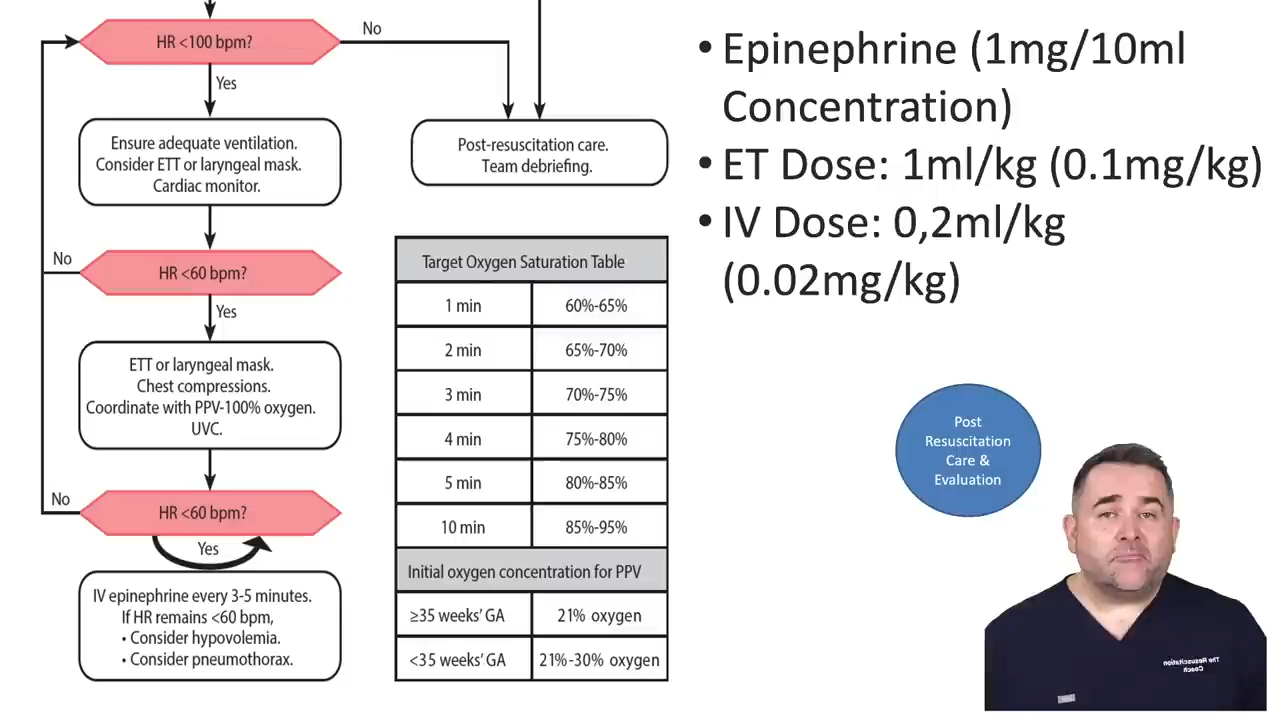 HR <100 bpm?
No
Yes
Ensure adequate ventilation.
Consider ETT or laryngeal mask.
Cardiac monitor.
Post-resuscitation care.
Team debriefing.
No
HR <60 bpm?
Yes
ETT or laryngeal mask.
Chest compressions.
Coordinate with PPV-100% oxygen.
UVC.
No
HR <60 bpm?
Yes
IV epinephrine every 3-5 minutes.
If HR remains <60 bpm,
• Consider hypovolemia.
• Consider pneumothorax.
Target Oxygen Saturation Table
1 min 60%-65%
2 min 65%-70%
3 min 70%-75%
4 min 75%-80%
5 min 80%-85%
10 min 85%-95%
Initial oxygen concentration for PPV
≥35 weeks' GA 21% oxygen
<35 weeks' GA 21%-30% oxygen
• Epinephrine (1mg/10ml
Concentration)
• ET Dose: 1ml/kg (0.1mg/kg)
• IV Dose: 0,2ml/kg
(0.02mg/kg)
Post
Resuscitation
Care &
Evaluation
The Resuscitation
Coach